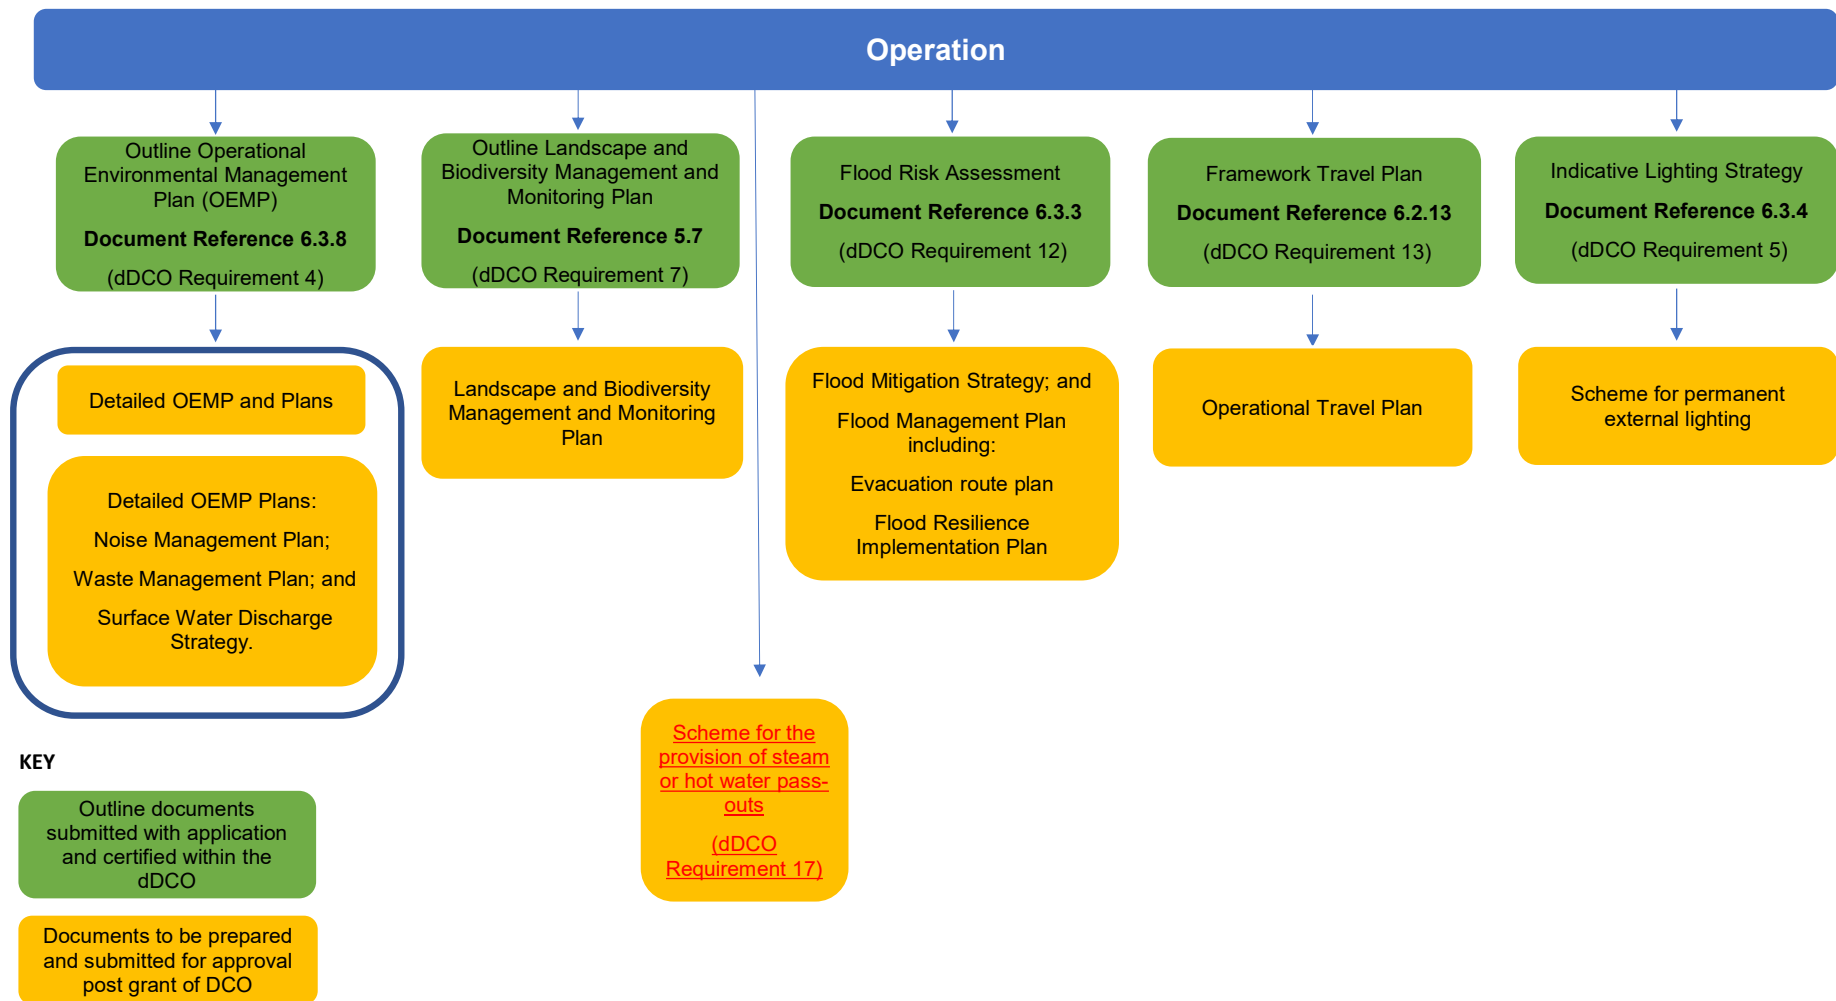 Operation
Outline Operational
Environmental Management
Plan (OEMP)
Document Reference 6.3.8
(dDCO Requirement 4)
Outline Landscape and
Biodiversity Management and
Monitoring Plan
Document Reference 5.7
(dDCO Requirement 7)
Flood Risk Assessment
Document Reference 6.3.3
(dDCO Requirement 12)
Framework Travel Plan
Document Reference 6.2.13
(dDCO Requirement 13)
Indicative Lighting Strategy
Document Reference 6.3.4
(dDCO Requirement 5)
Detailed OEMP and Plans
Detailed OEMP Plans:
Noise Management Plan;
Waste Management Plan; and
Surface Water Discharge
Strategy.
Landscape and Biodiversity
Management and Monitoring
Plan
Flood Mitigation Strategy; and
Flood Management Plan
including:
Evacuation route plan
Flood Resilience
Implementation Plan
Operational Travel Plan
Scheme for permanent
external lighting
Scheme for the
provision of steam
or hot water pass-
outs
(dDCO
Requirement 17)
KEY
Outline documents
submitted with application
and certified within the
dDCO
Documents to be prepared
and submitted for approval
post grant of DCO